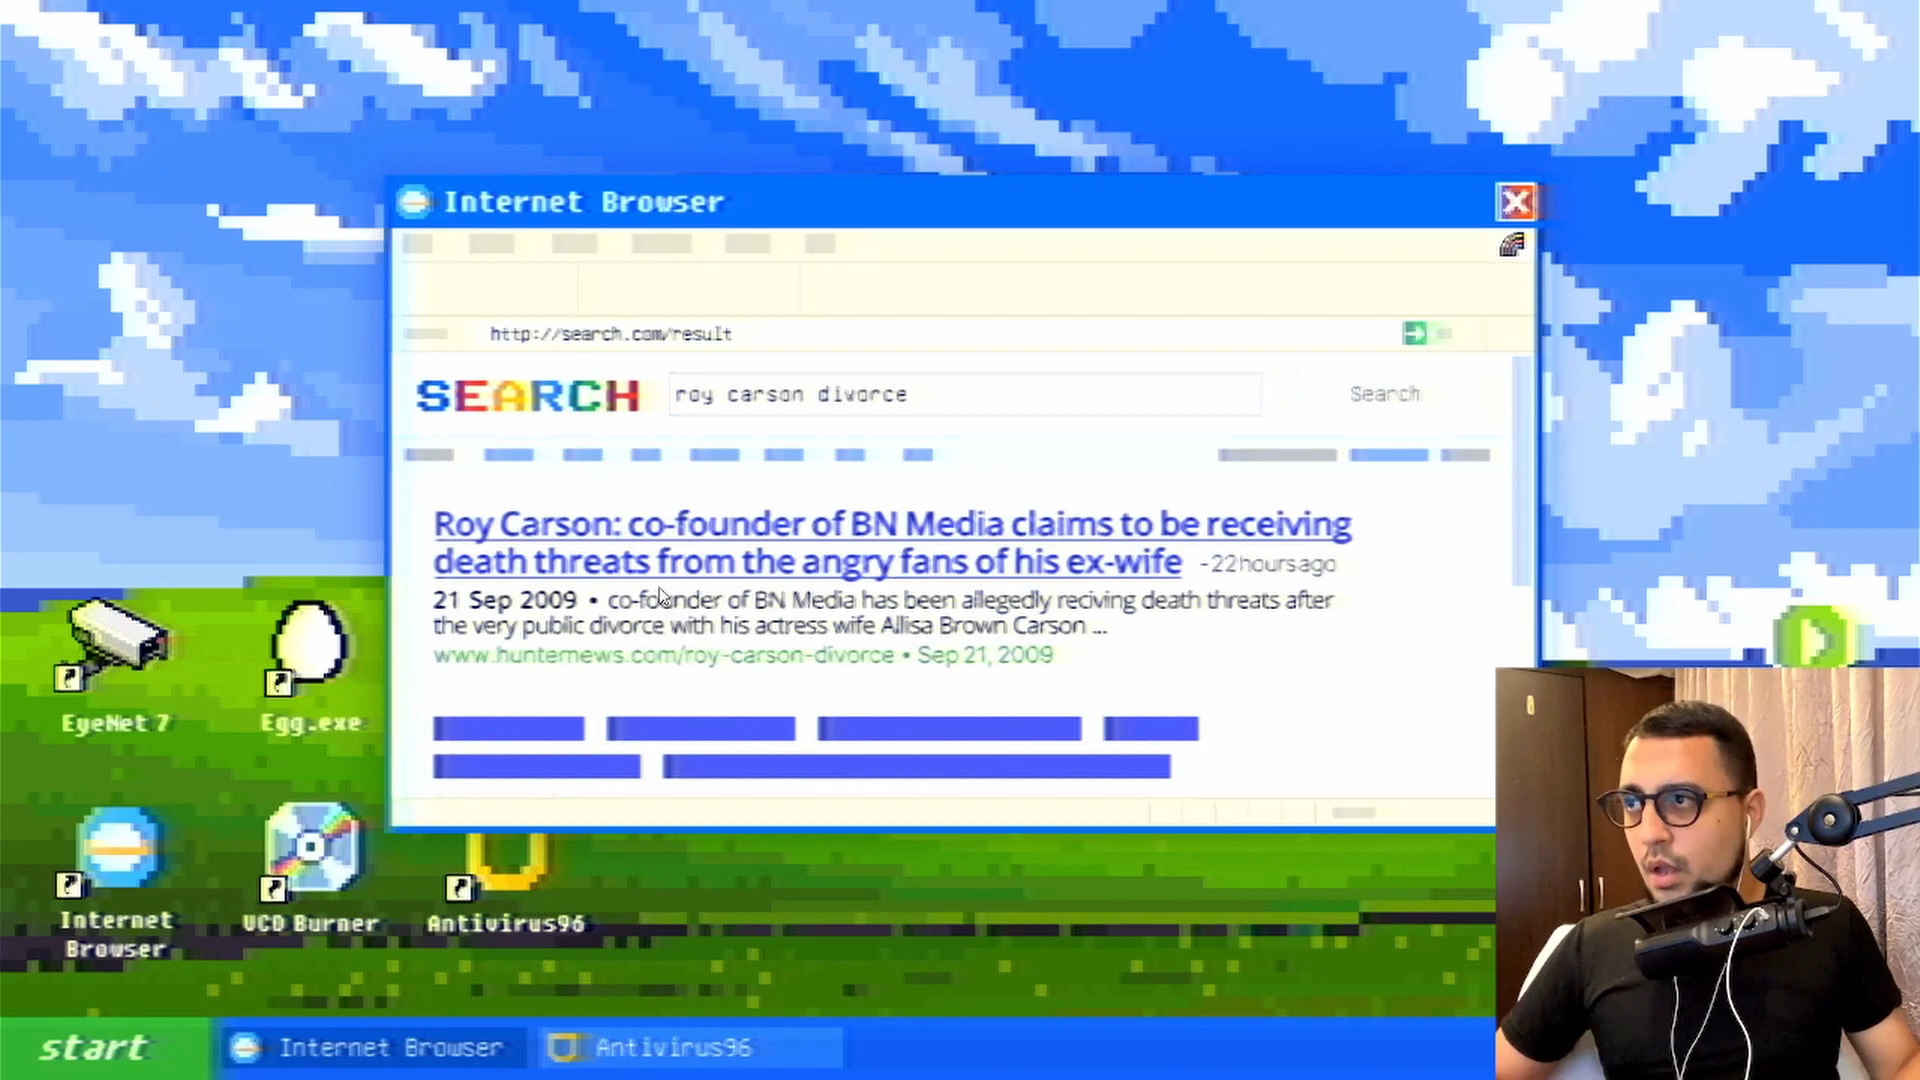 Internet Browser
http://search.com/result
SEARCH
roy carson divorce
Search
Roy Carson: co-founder of BN Media claims to be receiving
death threats from the angry fans of his ex-wife -22hoursago
21 Sep 2009 • co-founder of BN Media has been allegedly reciving death threats after
the very public divorce with his actress wife Allisa Brown Carson ...
www.hunternews.com/roy-carson-divorce • Sep 21, 2009
EyeNet 7
Egg.exe
Internet
Browser
VCD Burner
Antivirus96
start
Internet Browser
Antivirus96